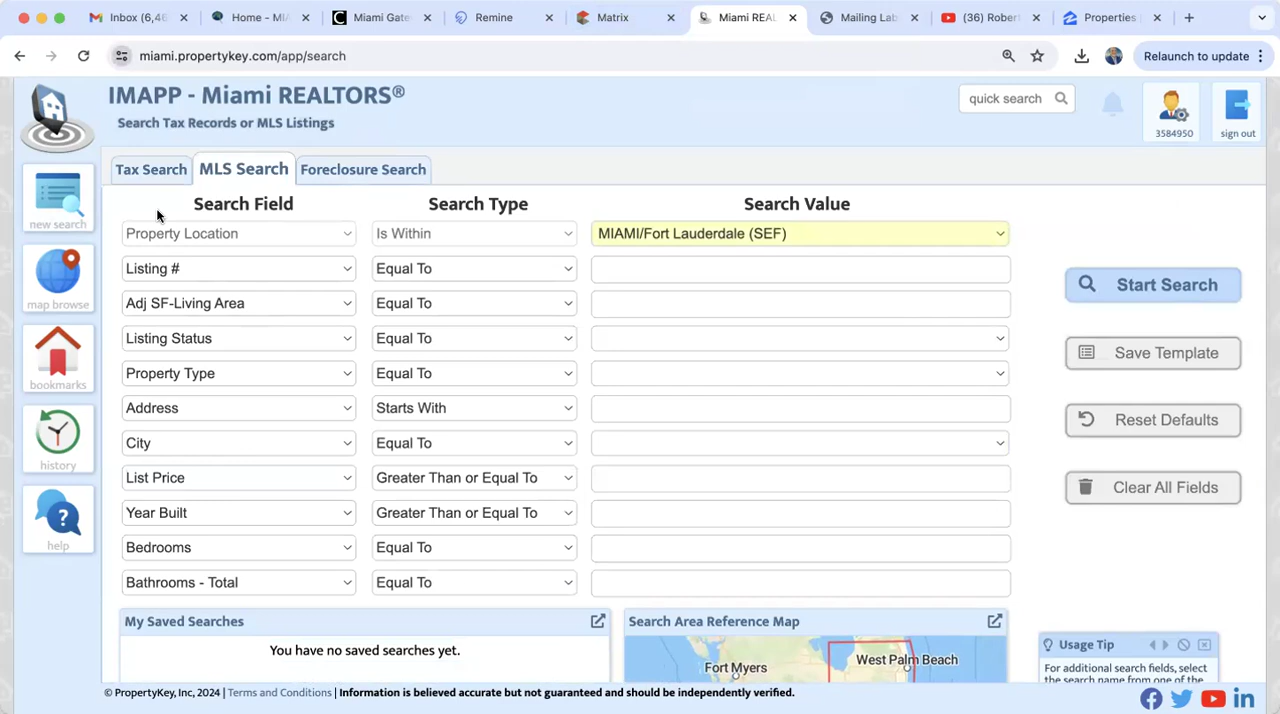 Inbox (6,46
Home - MIA
Miami Gate
Remine
Matrix
Miami REAL
Mailing Lab
(36) Rober
Properties
miami.propertykey.com/app/search
Relaunch to update
IMAPP - Miami REALTORS®
Search Tax Records or MLS Listings
quick search
3584950
sign out
new search
map browse
bookmarks
history
help
Tax Search
MLS Search
Foreclosure Search
Search Field
Search Type
Search Value
Property Location
Is Within
MIAMI/Fort Lauderdale (SEF)
Listing #
Equal To
Adj SF-Living Area
Equal To
Listing Status
Equal To
Property Type
Equal To
Address
Starts With
City
Equal To
List Price
Greater Than or Equal To
Year Built
Greater Than or Equal To
Bedrooms
Equal To
Bathrooms - Total
Equal To
Start Search
Save Template
Reset Defaults
Clear All Fields
My Saved Searches
You have no saved searches yet.
Search Area Reference Map
Fort Myers
West Palm Beach
Usage Tip
For additional search fields, select
the search name from one of the
© PropertyKey, Inc, 2024 | Terms and Conditions | Information is believed accurate but not guaranteed and should be independently verified.